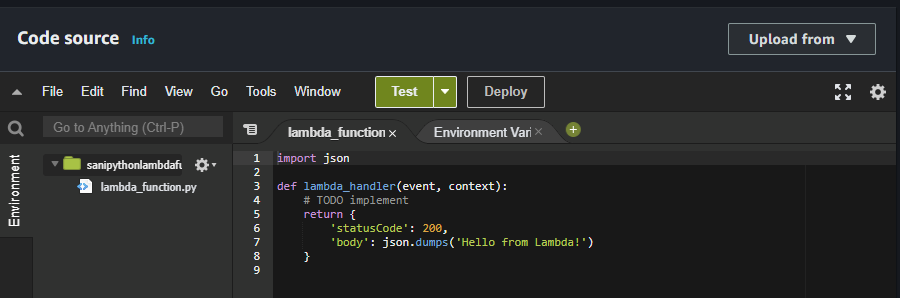 Code source Info
Upload from
File Edit Find View Go Tools Window Test Deploy
Go to Anything (Ctrl-P)
lambda_function
Environment Vari
Environment
sanipythonlambdafu
lambda_function.py
1 import json
2
3 def lambda_handler(event, context):
4 # TODO implement
5 return {
6 'statusCode': 200,
7 'body': json.dumps('Hello from Lambda!')
8 }
9